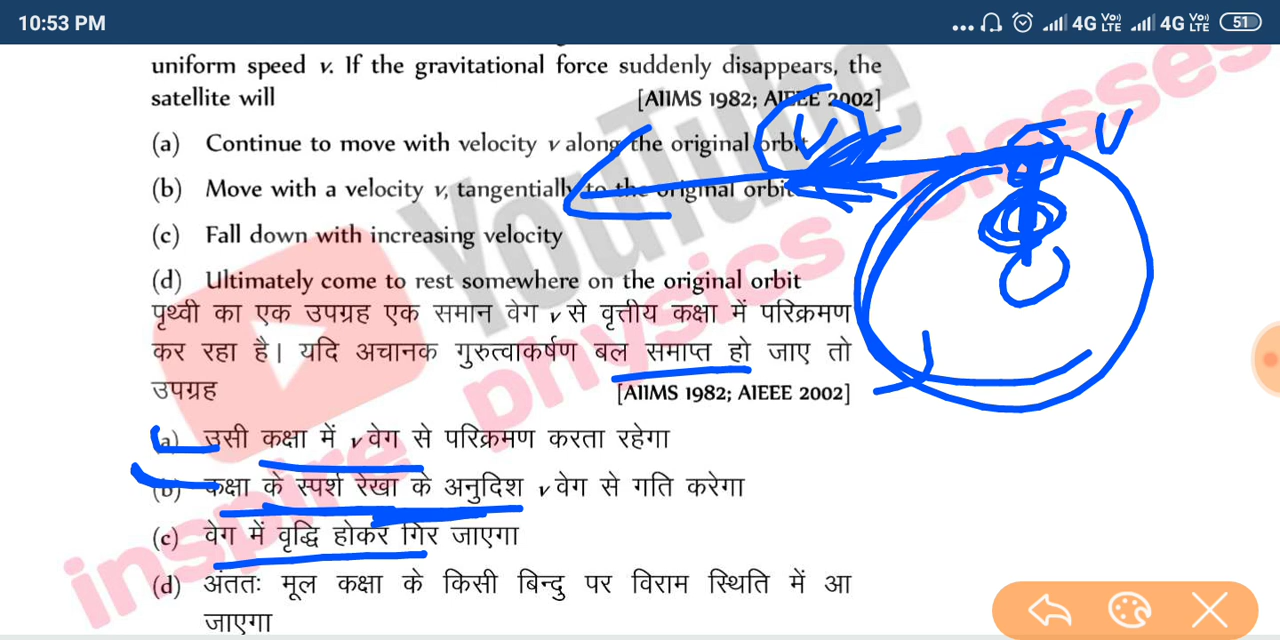 10:53 PM
... 4G Vo)) LTE 4G Vo)) LTE 51
uniform speed v. If the gravitational force suddenly disappears, the
satellite will [AIIMS 1982; AIEEE 2002]
(a) Continue to move with velocity v along the original orbit
(b) Move with a velocity v, tangentially to the original orbit
(c) Fall down with increasing velocity
(d) Ultimately come to rest somewhere on the original orbit
पृथ्वी का एक उपग्रह एक समान वेग v से वृत्तीय कक्षा में परिक्रमण
कर रहा है। यदि अचानक गुरुत्वाकर्षण बल समाप्त हो जाए तो
उपग्रह [AIIMS 1982; AIEEE 2002]
(a) उसी कक्षा में v वेग से परिक्रमण करता रहेगा
(b) कक्षा के स्पर्श रेखा के अनुदिश v वेग से गति करेगा
(c) वेग में वृद्धि होकर गिर जाएगा
(d) अंततः मूल कक्षा के किसी बिन्दु पर विराम स्थिति में आ
जाएगा
V
V
YouTube
inspire physics classes